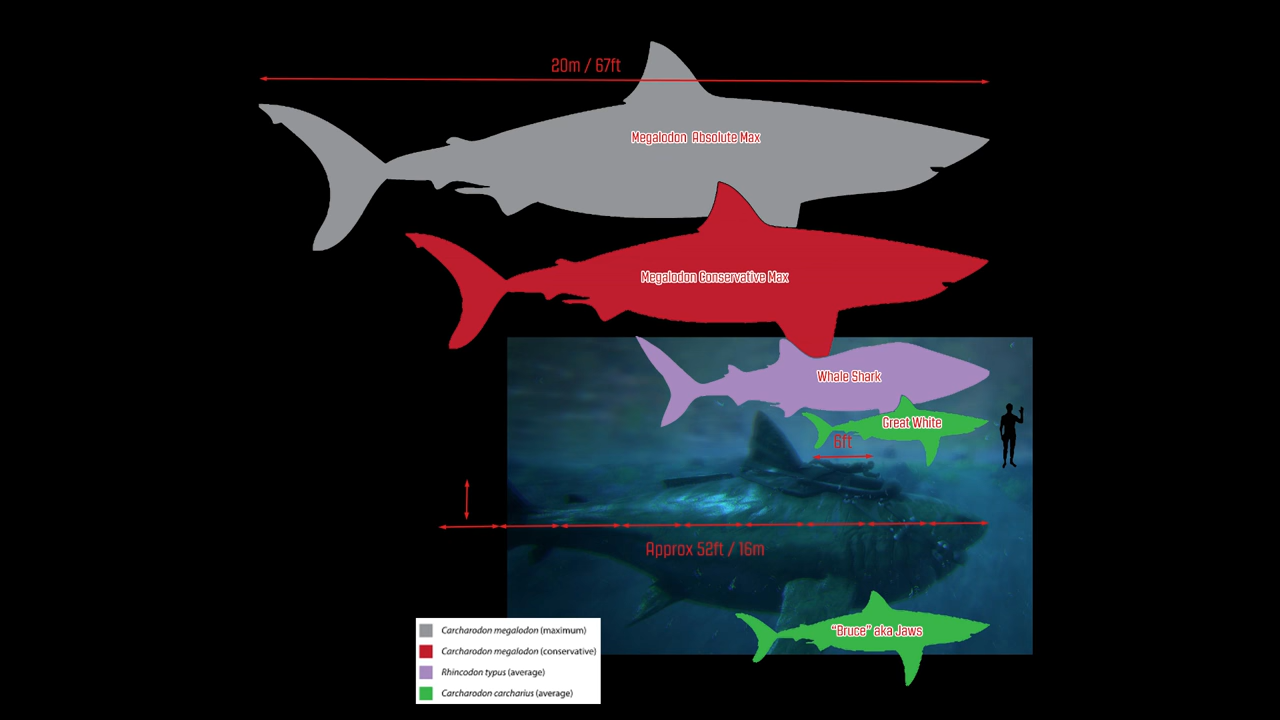 20m / 67ft
Megalodon Absolute Max
Megalodon Conservative Max
Whale Shark
Great White
6ft
Approx 52ft / 16m
"Bruce" aka Jaws
Carcharodon megalodon (maximum)
Carcharodon megalodon (conservative)
Rhincodon typus (average)
Carcharodon carcharius (average)